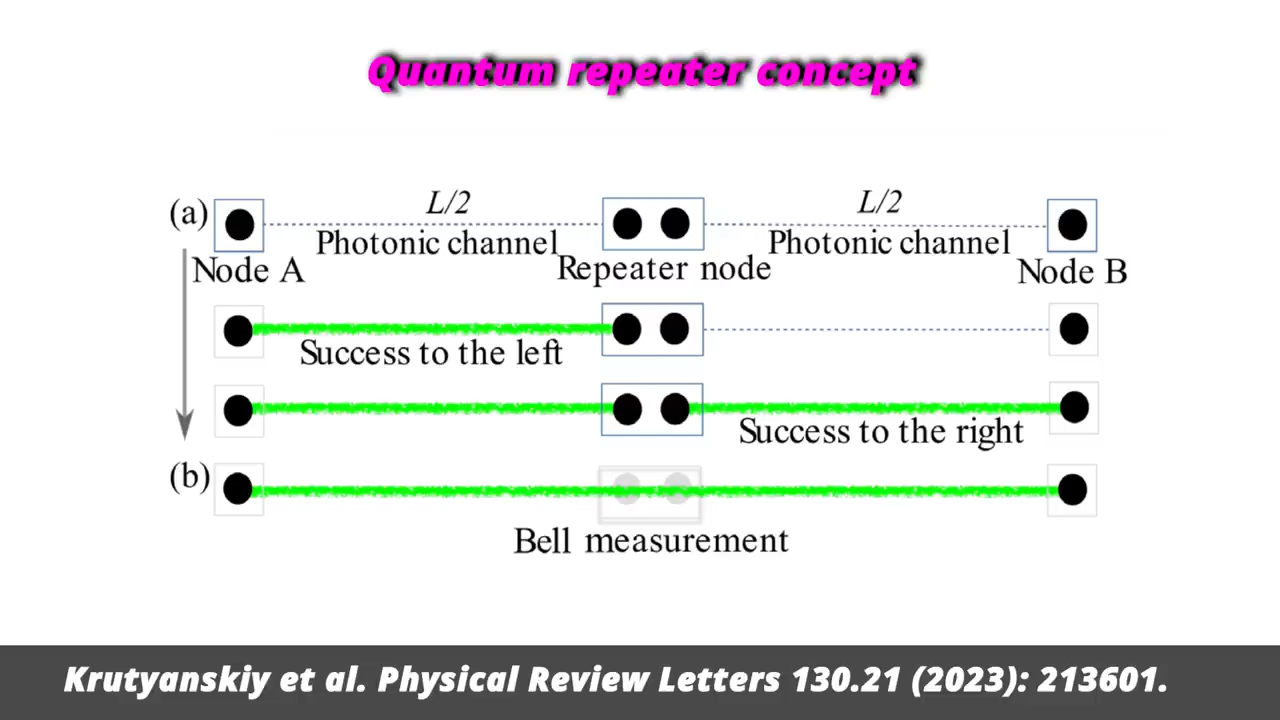 Quantum repeater concept
(a)
L/2
L/2
Photonic channel
Photonic channel
Node A
Repeater node
Node B
Success to the left
Success to the right
(b)
Bell measurement
Krutyanskiy et al. Physical Review Letters 130.21 (2023): 213601.